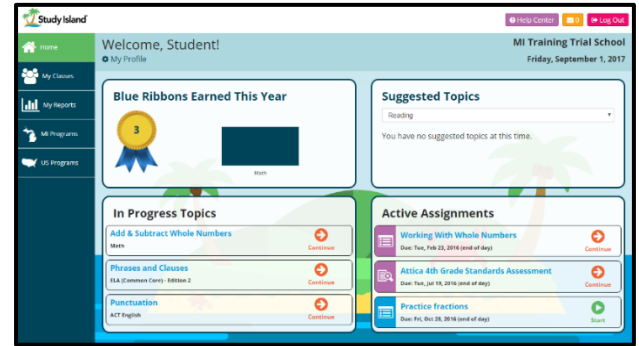 Study Island
Help Center
0
Log Out
Home
My Classes
My Reports
MI Programs
US Programs
Welcome, Student!
My Profile
MI Training Trial School
Friday, September 1, 2017
Blue Ribbons Earned This Year
3
Math
Suggested Topics
Reading
You have no suggested topics at this time.
In Progress Topics
Add & Subtract Whole Numbers
Math
Continue
Phrases and Clauses
ELA (Common Core) - Edition 2
Continue
Punctuation
ACT English
Continue
Active Assignments
Working With Whole Numbers
Due: Tue, Feb 23, 2016 (end of day)
Continue
Attica 4th Grade Standards Assessment
Due: Tue, Jul 19, 2016 (end of day)
Continue
Practice fractions
Due: Fri, Oct 28, 2016 (end of day)
Start